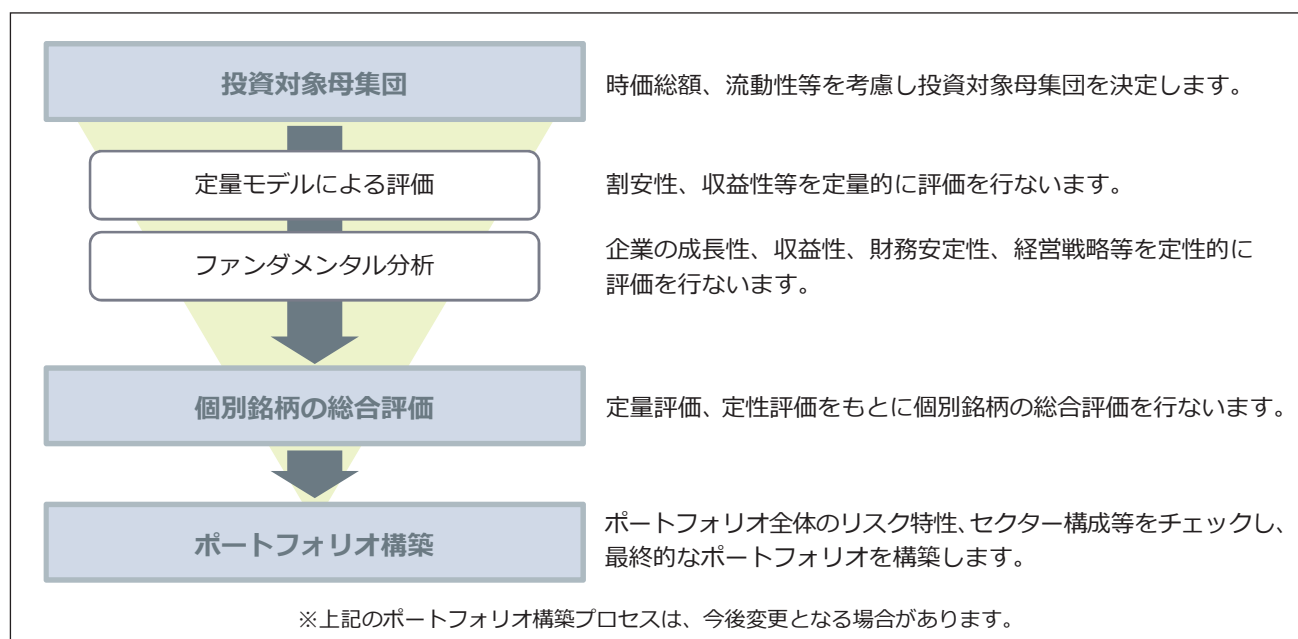 投資対象母集団
時価総額、流動性等を考慮し投資対象母集団を決定します。
定量モデルによる評価
割安性、収益性等を定量的に評価を行ないます。
ファンダメンタル分析
企業の成長性、収益性、財務安定性、経営戦略等を定性的に
評価を行ないます。
個別銘柄の総合評価
定量評価、定性評価をもとに個別銘柄の総合評価を行ないます。
ポートフォリオ構築
ポートフォリオ全体のリスク特性、セクター構成等をチェックし、
最終的なポートフォリオを構築します。
※上記のポートフォリオ構築プロセスは、今後変更となる場合があります。